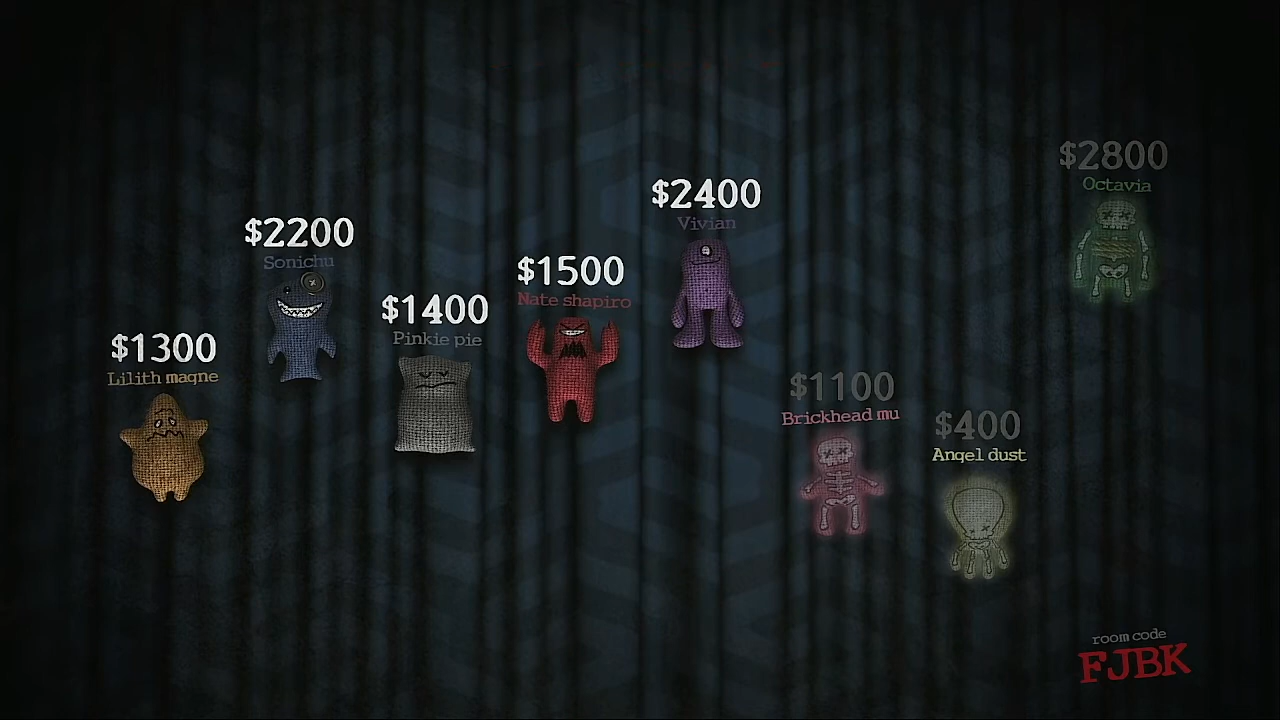 $1300
Lilith magne
$2200
Sonichu
$1400
Pinkie pie
$1500
Nate shapiro
$2400
Vivian
$1100
Brickhead mu
$400
Angel dust
$2800
Octavia
room code
FJBK